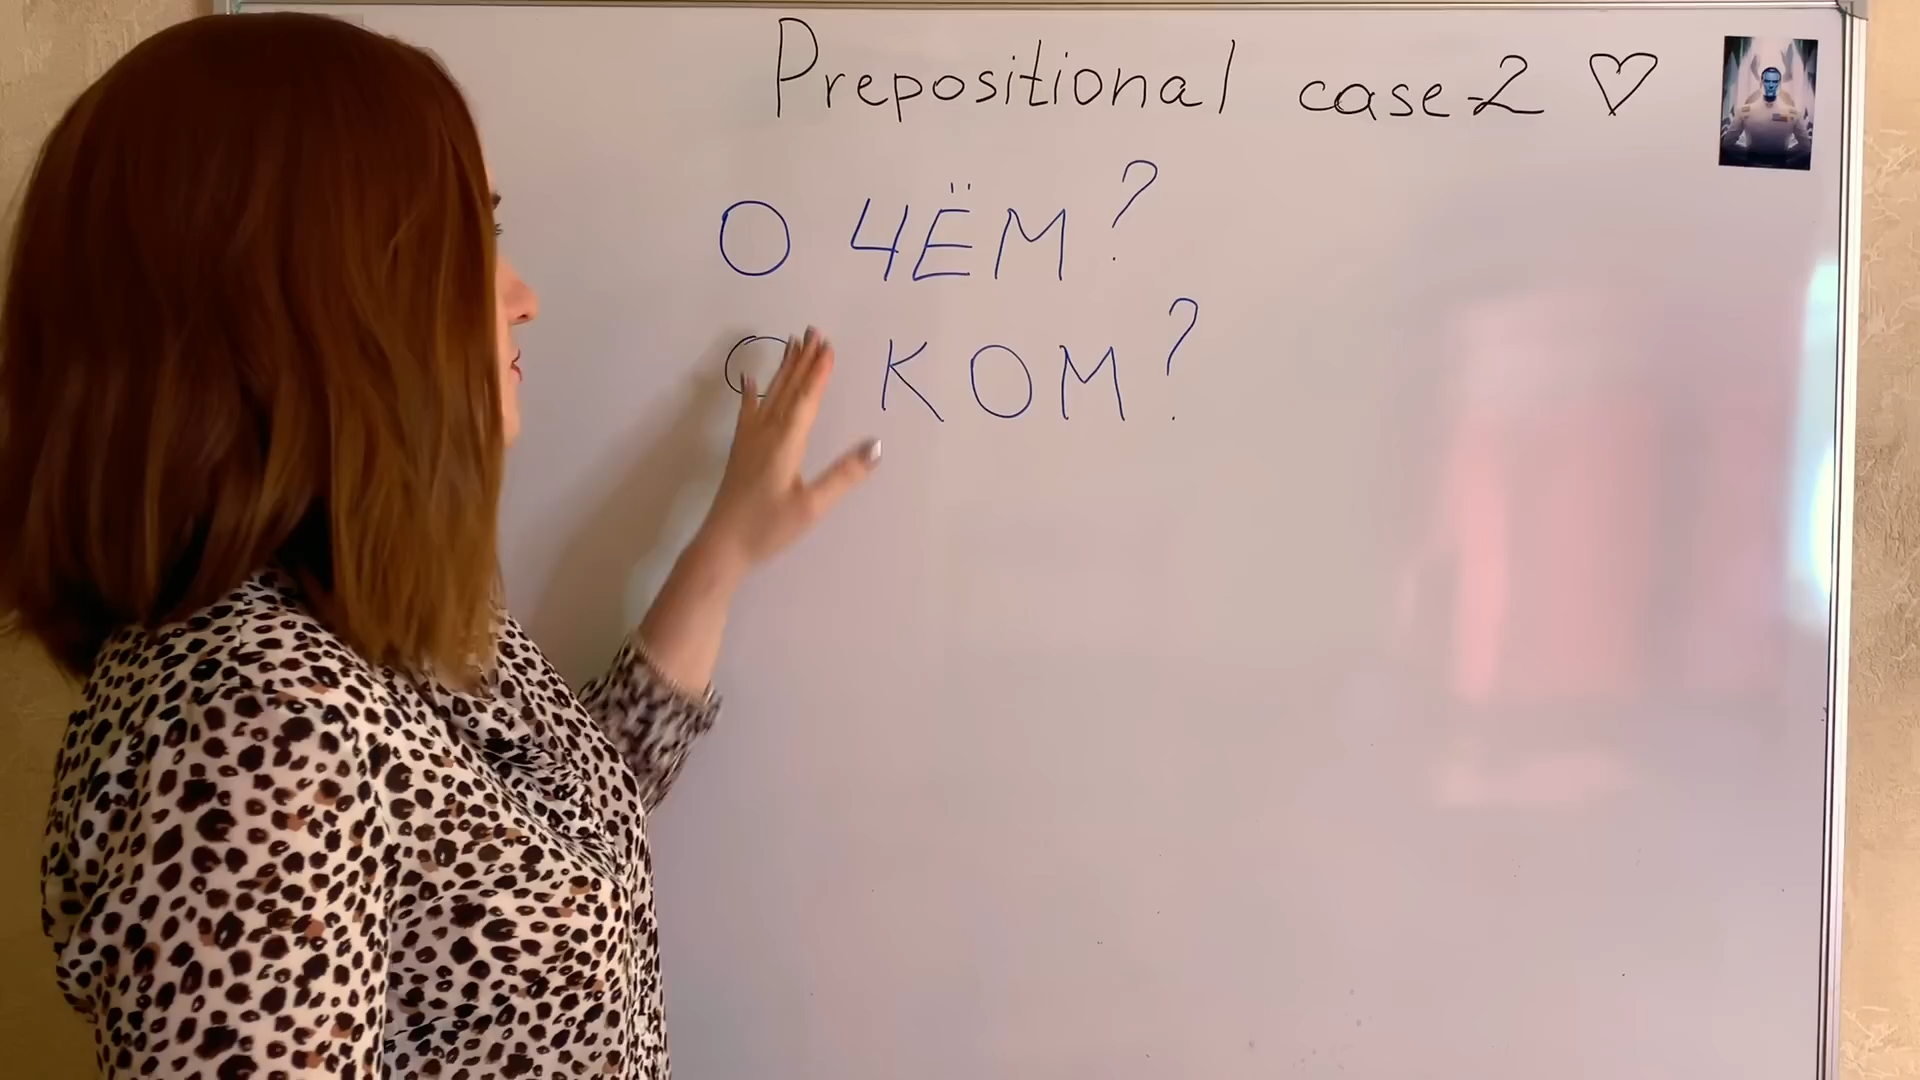 Prepositional case-2 ♡
О ЧЁМ?
О КОМ?